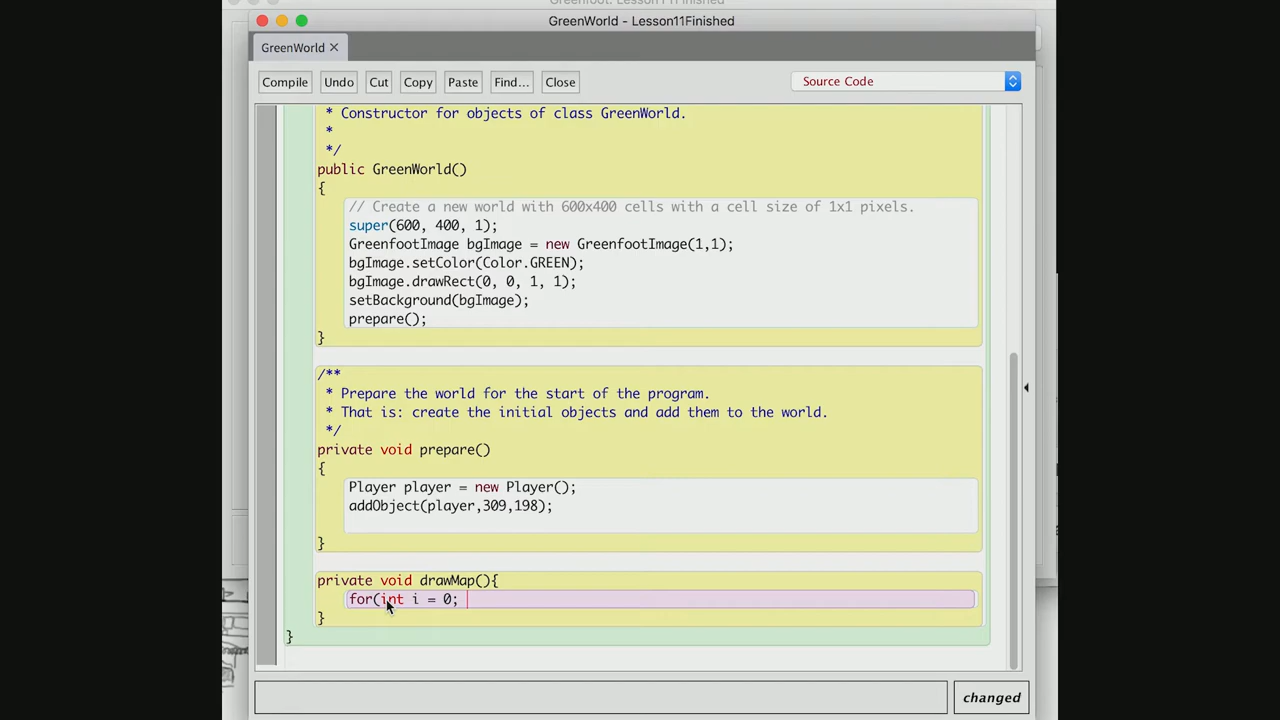 Greenfoot: Lesson11Finished
GreenWorld - Lesson11Finished
GreenWorld ✕
Compile Undo Cut Copy Paste Find... Close Source Code
* Constructor for objects of class GreenWorld.
*
*/
public GreenWorld()
{
// Create a new world with 600x400 cells with a cell size of 1x1 pixels.
super(600, 400, 1);
GreenfootImage bgImage = new GreenfootImage(1,1);
bgImage.setColor(Color.GREEN);
bgImage.drawRect(0, 0, 1, 1);
setBackground(bgImage);
prepare();
}
/**
* Prepare the world for the start of the program.
* That is: create the initial objects and add them to the world.
*/
private void prepare()
{
Player player = new Player();
addObject(player,309,198);
}
private void drawMap(){
for(int i = 0;
}
}
changed